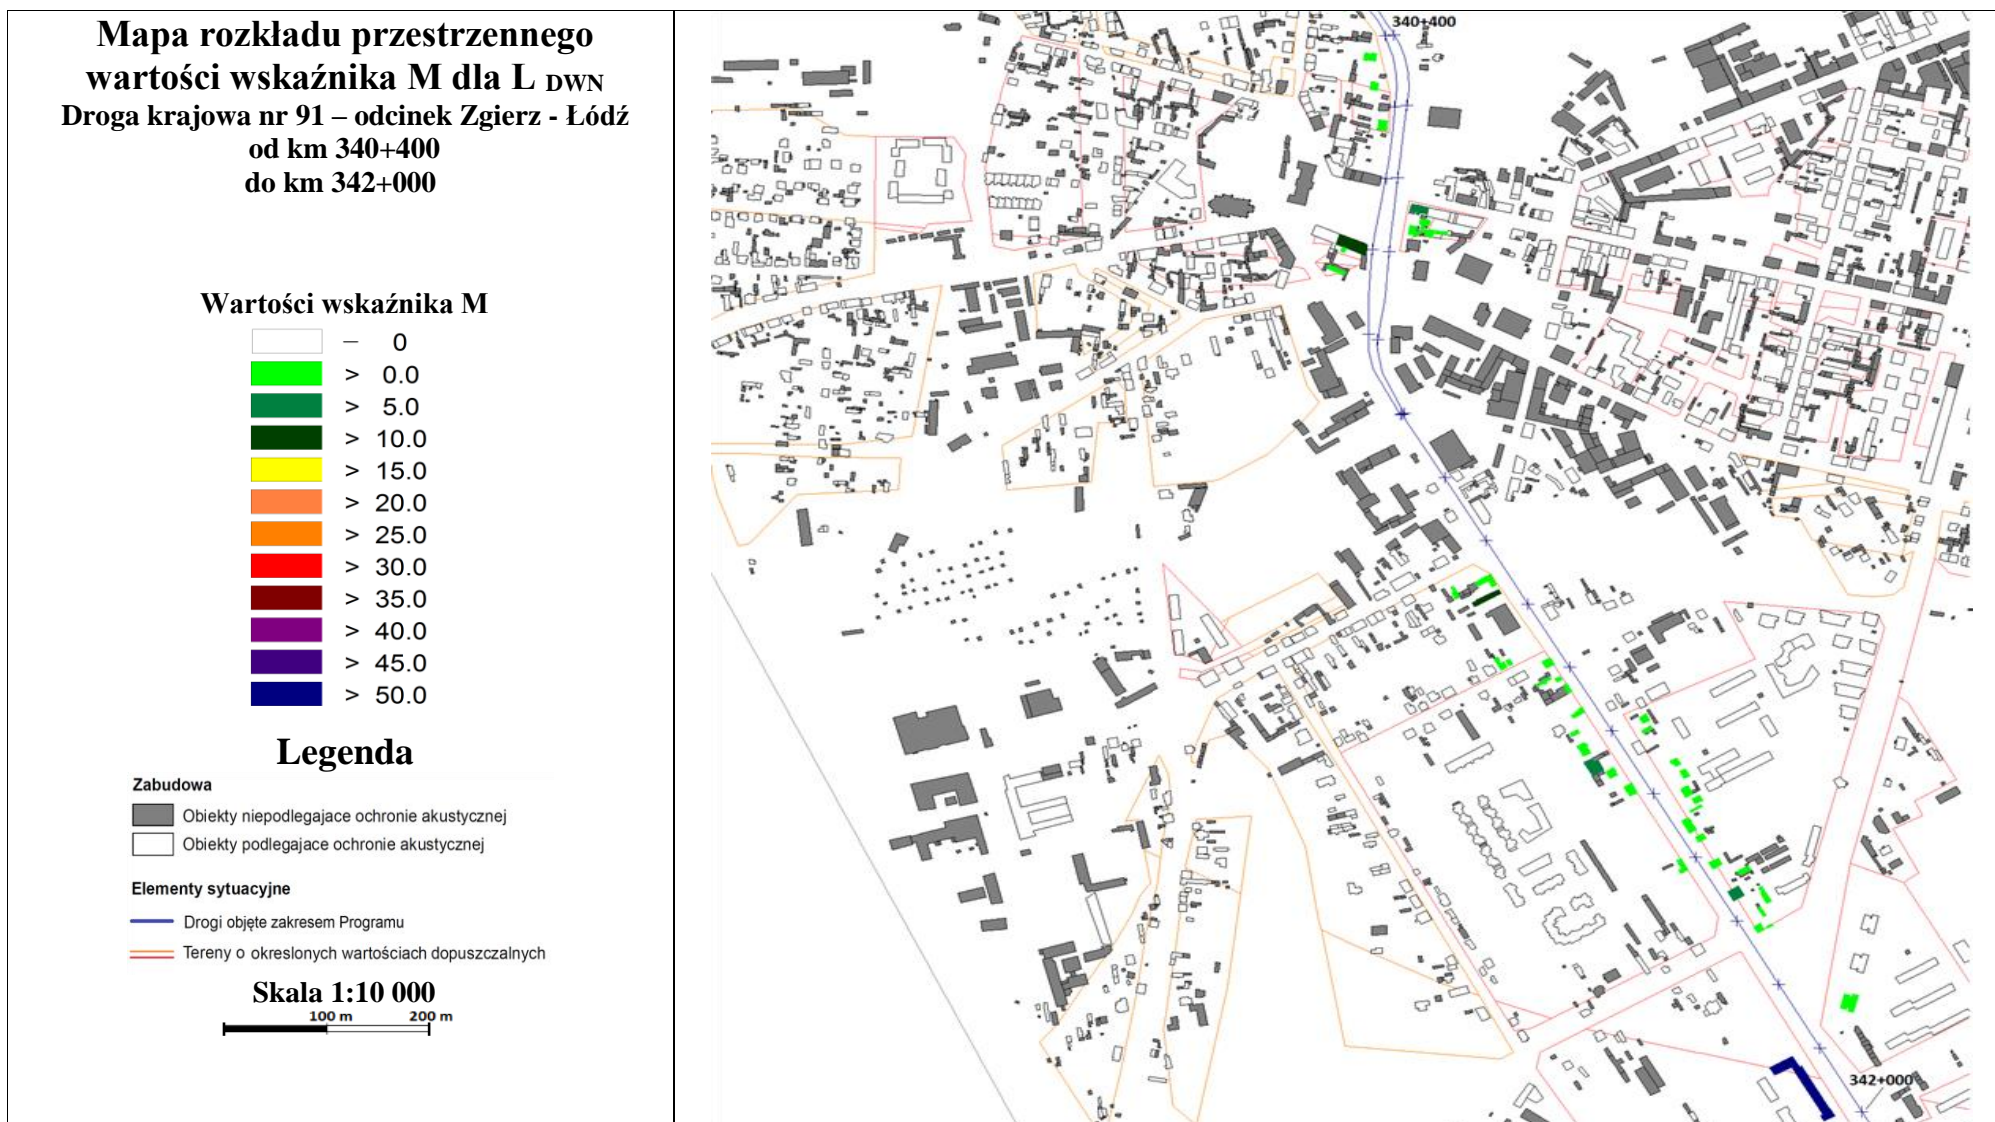 Mapa rozkładu przestrzennego
wartości wskaźnika M dla L DWN
Droga krajowa nr 91 – odcinek Zgierz - Łódź
od km 340+400
do km 342+000
Wartości wskaźnika M
– 0
> 0.0
> 5.0
> 10.0
> 15.0
> 20.0
> 25.0
> 30.0
> 35.0
> 40.0
> 45.0
> 50.0
Legenda
Zabudowa
Obiekty niepodlegajace ochronie akustycznej
Obiekty podlegajace ochronie akustycznej
Elementy sytuacyjne
Drogi objęte zakresem Programu
Tereny o okreslonych wartościach dopuszczalnych
Skala 1:10 000
100 m 200 m
340+400
342+000